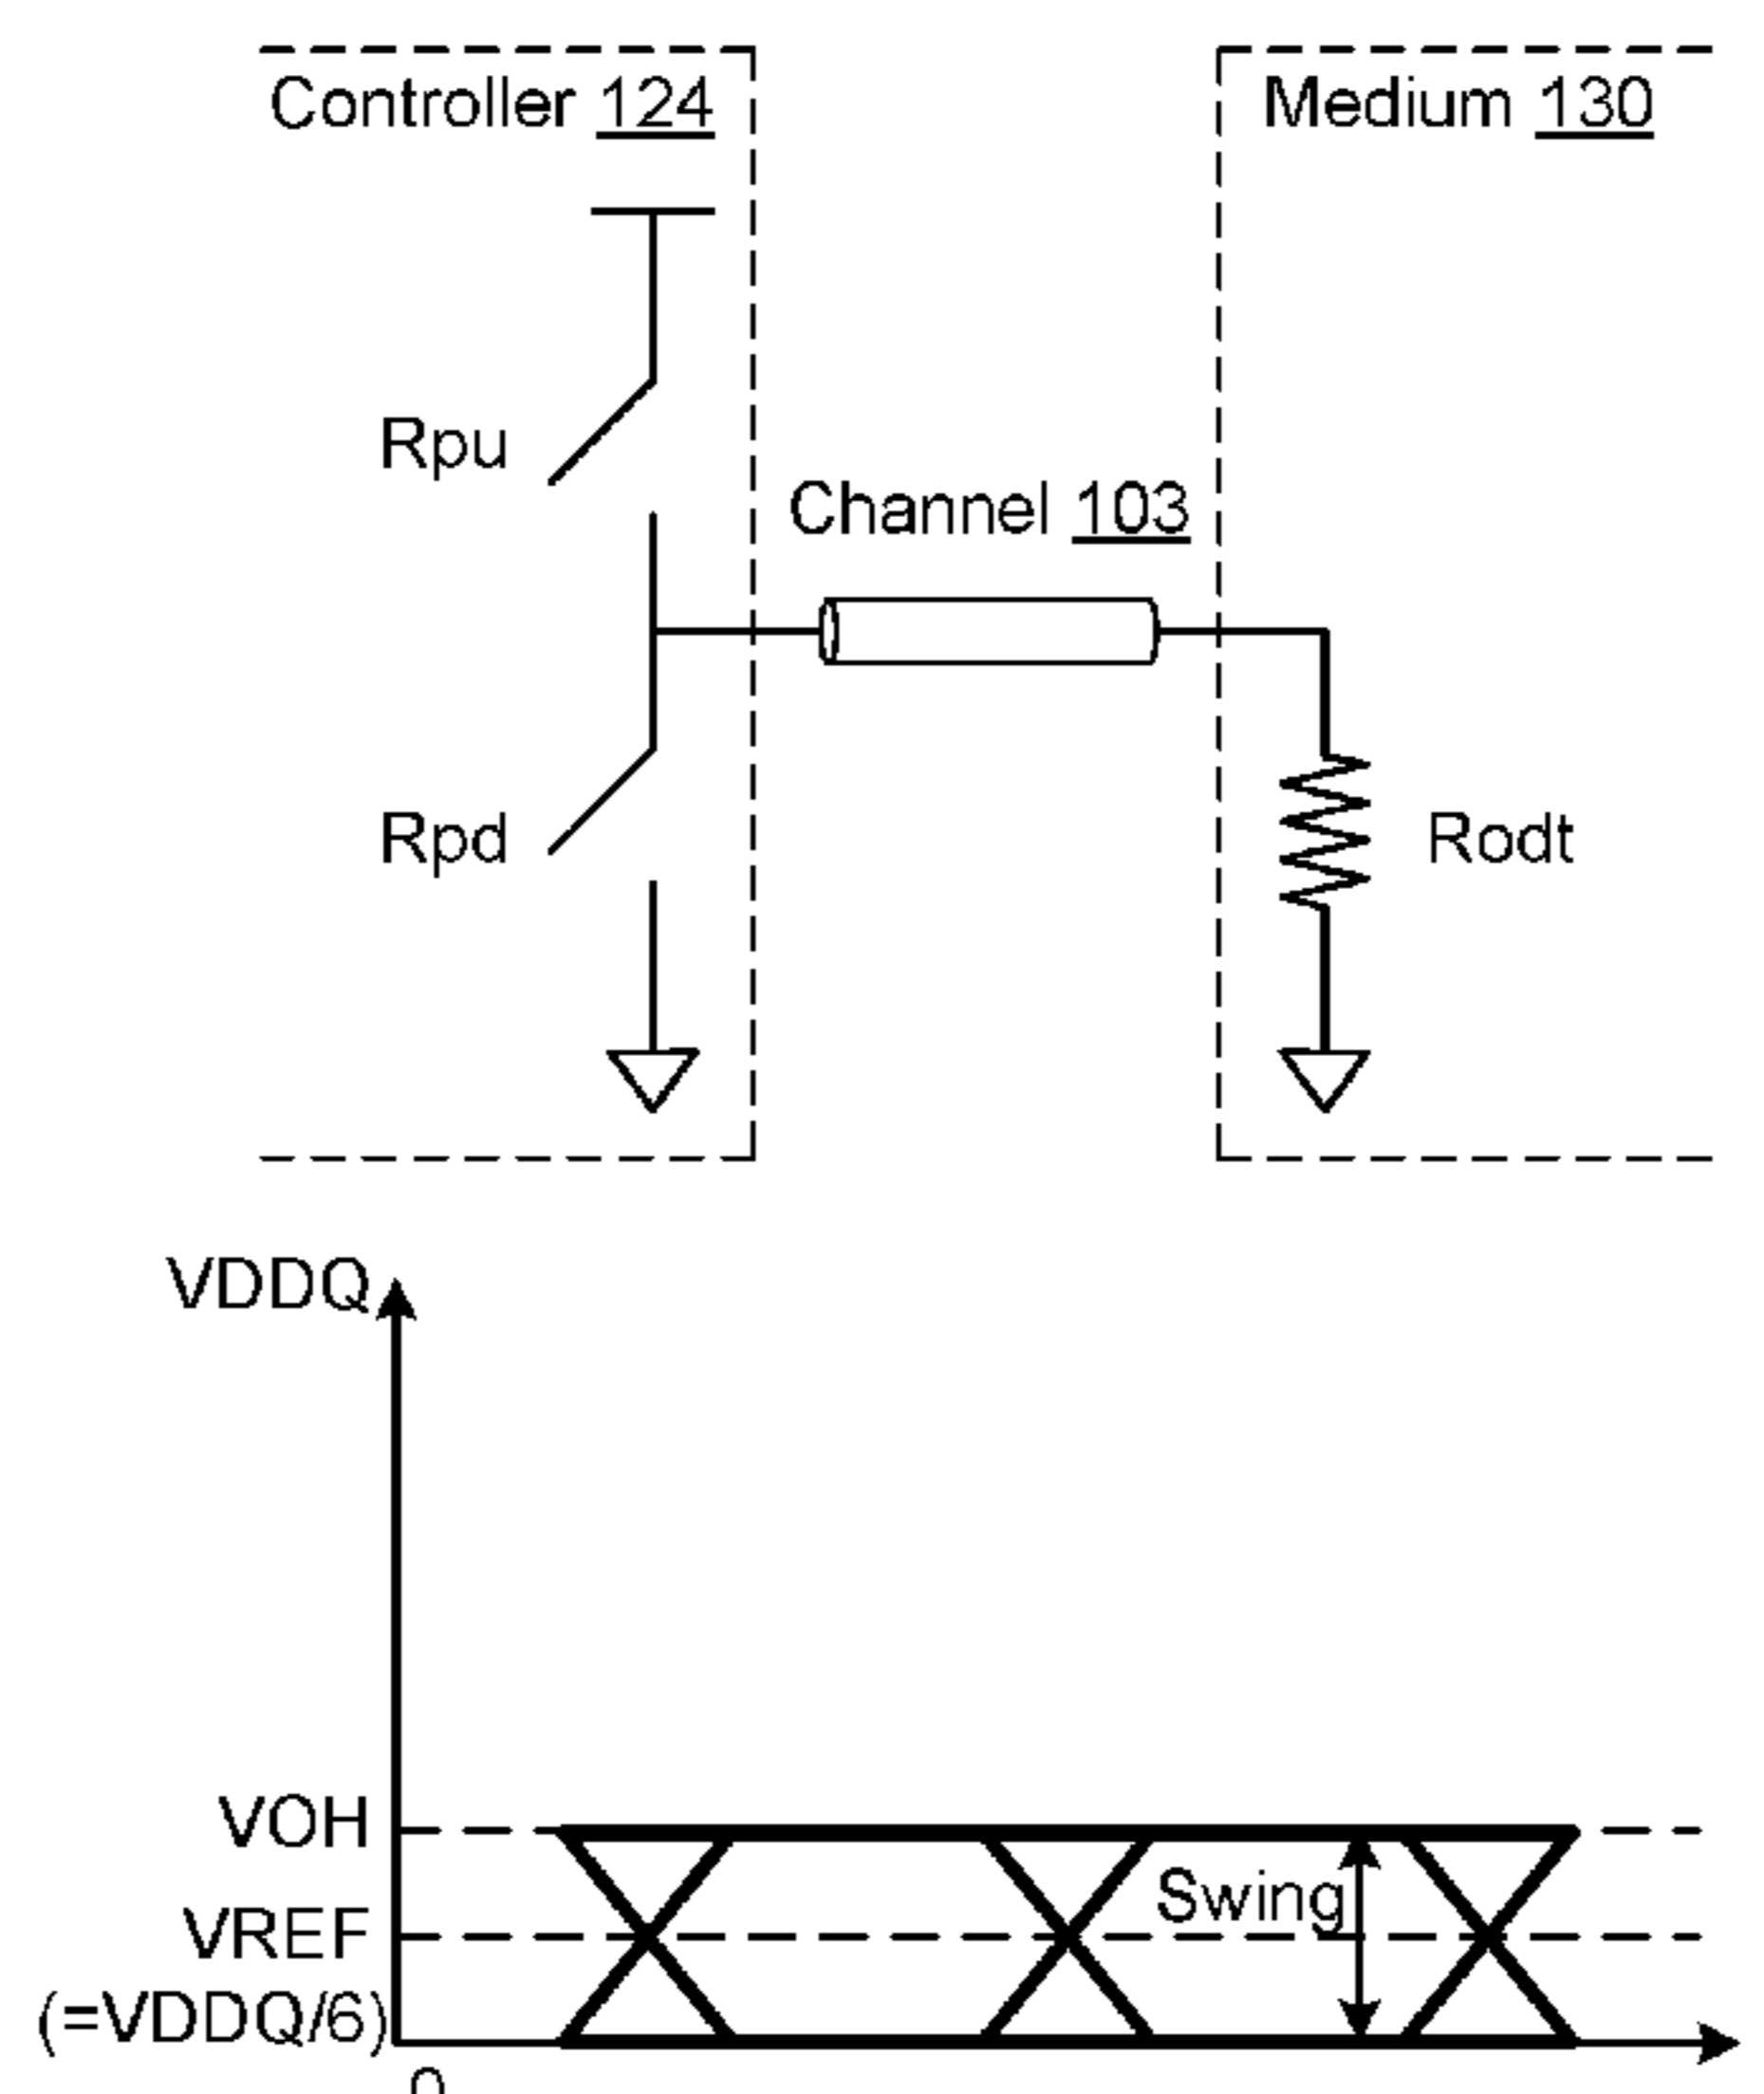 Controller 124
Medium 130
Rpu
Channel 103
Rpd
Rodt
VDDQ
VOH
Swing
VREF
(=VDDQ/6)
0